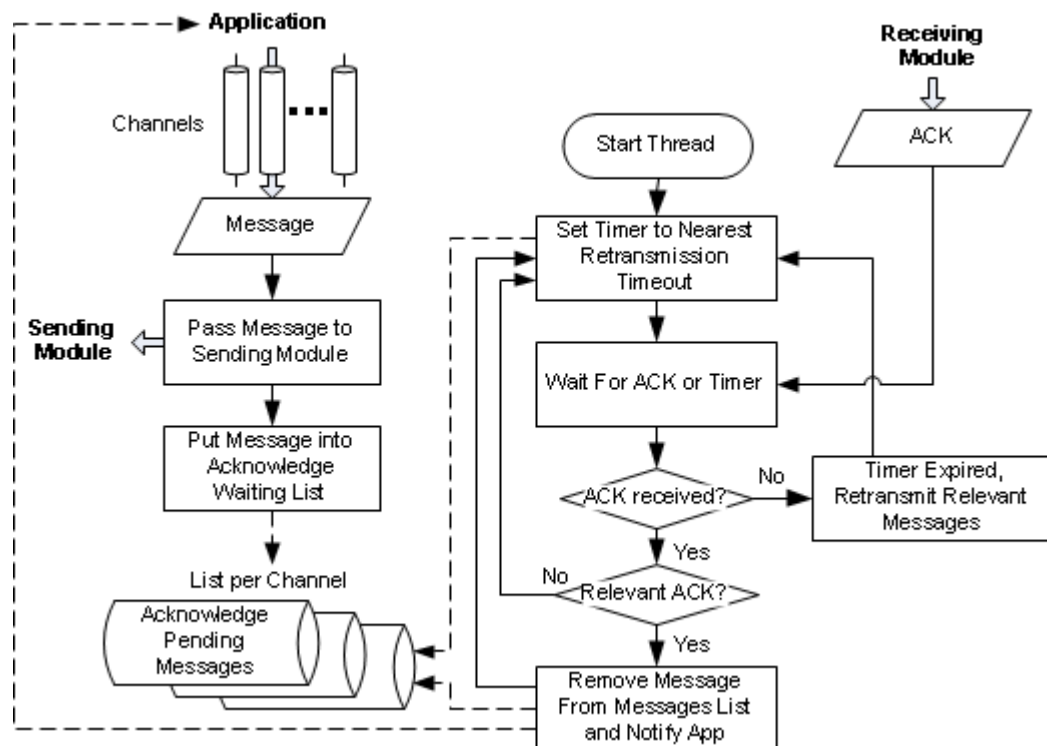 Application
Channels
Message
Sending
Module
Pass Message to
Sending Module
Put Message into
Acknowledge
Waiting List
List per Channel
Acknowledge
Pending
Messages
Start Thread
Set Timer to Nearest
Retransmission
Timeout
Wait For ACK or Timer
ACK received?
No
Yes
Relevant ACK?
No
Yes
Remove Message
From Messages List
and Notify App
Receiving
Module
ACK
Timer Expired,
Retransmit Relevant
Messages